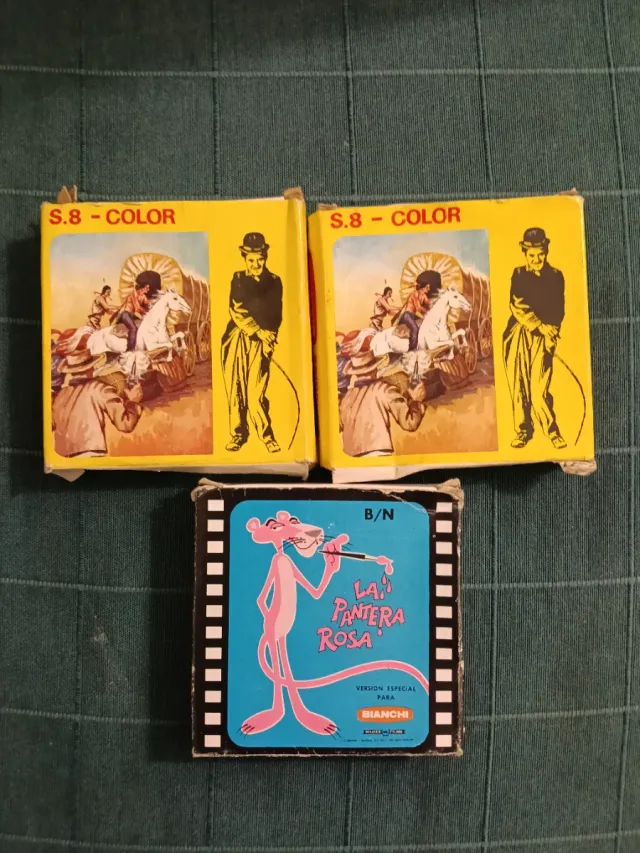 S.8 - COLOR
S.8 - COLOR
B/N
LA
PANTERA
ROSA
VERSION ESPECIAL
PARA
BIANCHI